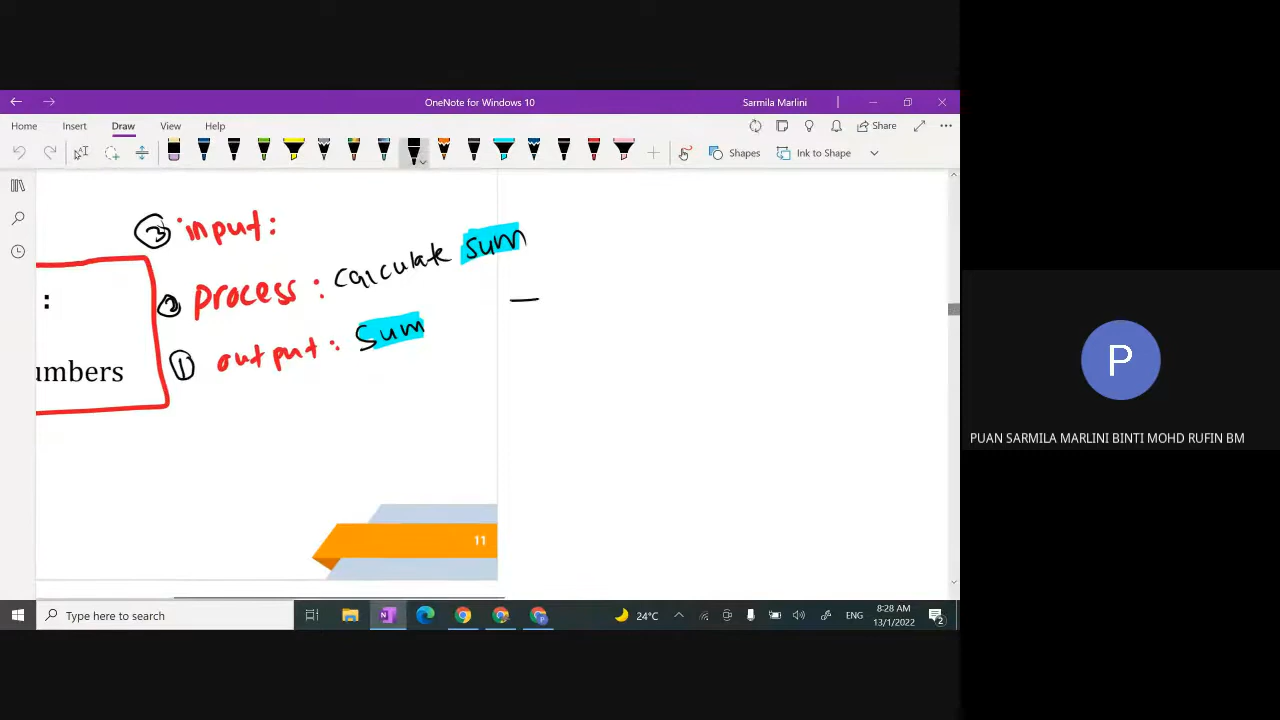 OneNote for Windows 10
Sarmila Marlini
Home Insert Draw View Help
Share
Shapes
Ink to Shape
③ input:
② process : calculate sum
:
① output : sum
umbers
11
P
PUAN SARMILA MARLINI BINTI MOHD RUFIN BM
Type here to search
24°C
ENG
8:28 AM
13/1/2022
2